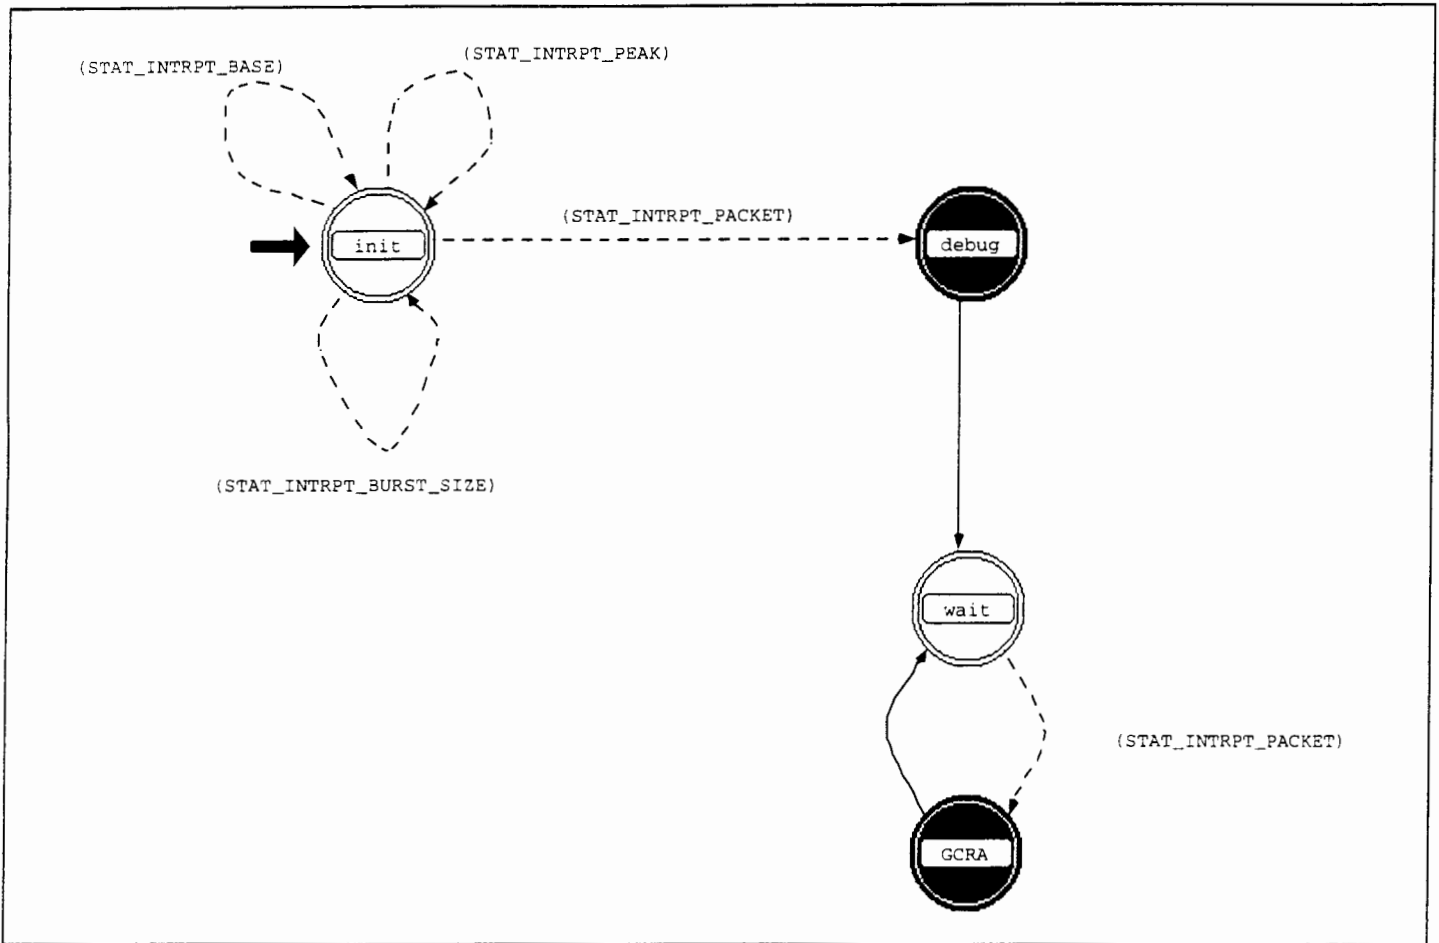 (STAT_INTRPT_PEAK)
(STAT_INTRPT_BASE)
(STAT_INTRPT_PACKET)
init
debug
(STAT_INTRPT_BURST_SIZE)
wait
(STAT_INTRPT_PACKET)
GCRA